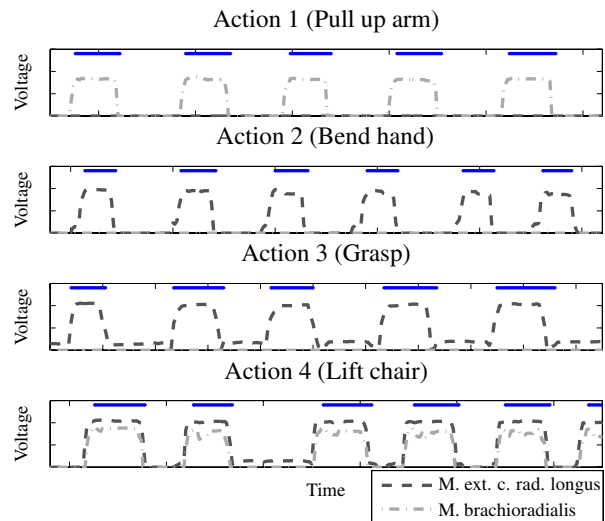 Action 1 (Pull up arm)
Voltage
Action 2 (Bend hand)
Voltage
Action 3 (Grasp)
Voltage
Action 4 (Lift chair)
Voltage
Time
M. ext. c. rad. longus
M. brachioradialis